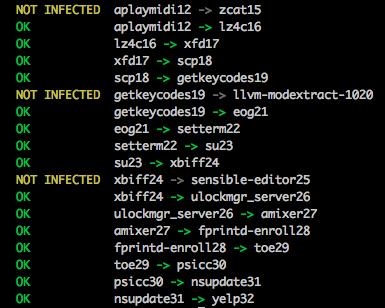 NOT INFECTED aplaymidi12 -> zcat15
OK aplaymidi12 -> lz4c16
OK lz4c16 -> xfd17
OK xfd17 -> scp18
OK scp18 -> getkeycodes19
NOT INFECTED getkeycodes19 -> llvm-modextract-1020
OK getkeycodes19 -> eog21
OK eog21 -> setterm22
OK setterm22 -> su23
OK su23 -> xbiff24
NOT INFECTED xbiff24 -> sensible-editor25
OK xbiff24 -> ulockmgr_server26
OK ulockmgr_server26 -> amixer27
OK amixer27 -> fprintd-enroll28
OK fprintd-enroll28 -> toe29
OK toe29 -> psicc30
OK psicc30 -> nsupdate31
OK nsupdate31 -> yelp32